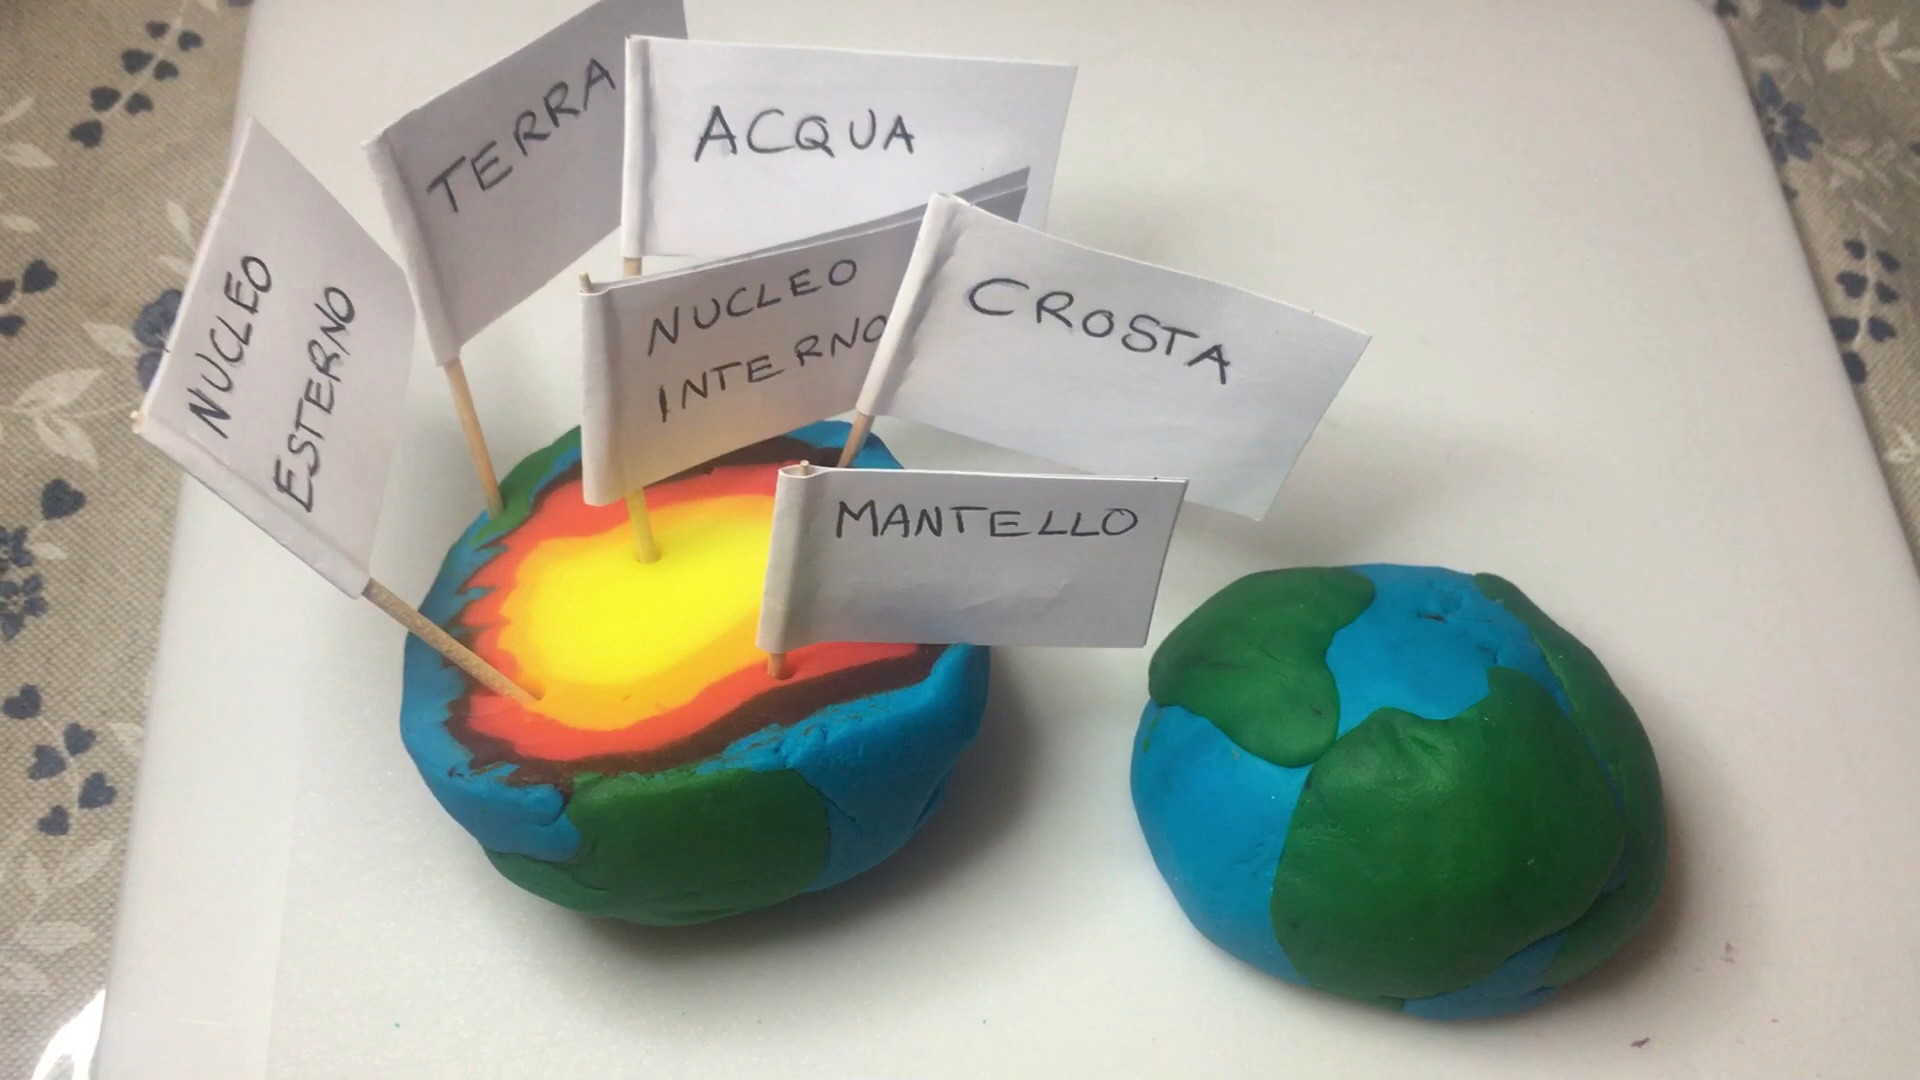 TERRA
ACQUA
NUCLEO
ESTERNO
NUCLEO
INTERNO
CROSTA
MANTELLO